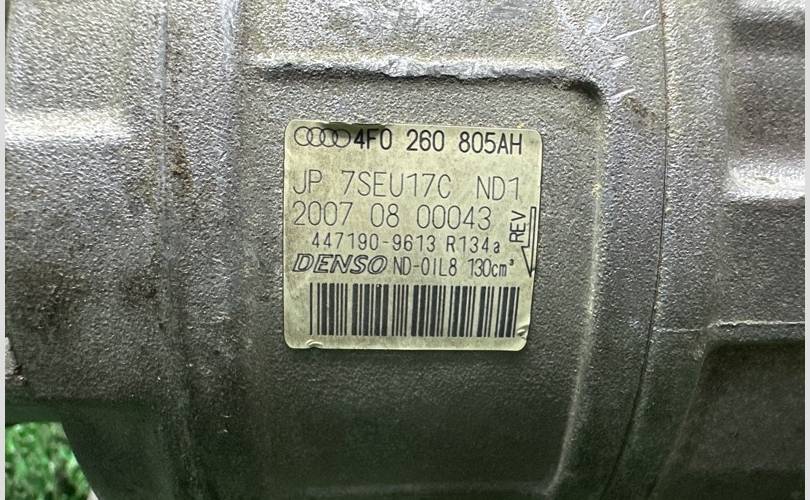 4F0 260 805AH
JP 7SEU17C ND1
2007 08 00043
REV
447190-9613 R134a
DENSO ND-OIL8 130cm³